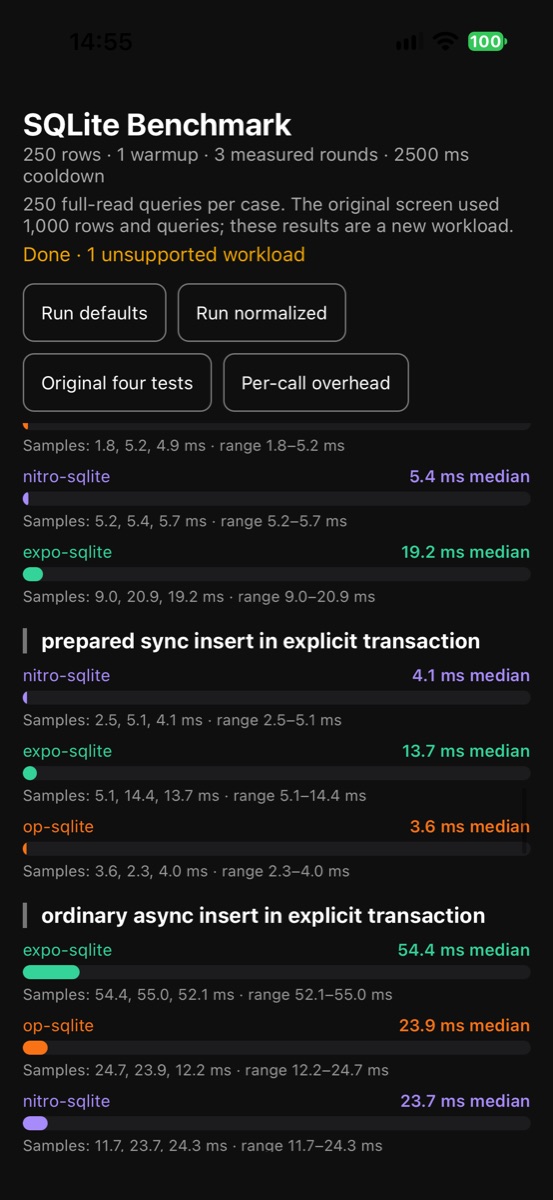 14:55
100
SQLite Benchmark
250 rows · 1 warmup · 3 measured rounds · 2500 ms
cooldown
250 full-read queries per case. The original screen used
1,000 rows and queries; these results are a new workload.
Done · 1 unsupported workload
Run defaults
Run normalized
Original four tests
Per-call overhead
Samples: 1.8, 5.2, 4.9 ms · range 1.8–5.2 ms
nitro-sqlite 5.4 ms median
Samples: 5.2, 5.4, 5.7 ms · range 5.2–5.7 ms
expo-sqlite 19.2 ms median
Samples: 9.0, 20.9, 19.2 ms · range 9.0–20.9 ms
prepared sync insert in explicit transaction
nitro-sqlite 4.1 ms median
Samples: 2.5, 5.1, 4.1 ms · range 2.5–5.1 ms
expo-sqlite 13.7 ms median
Samples: 5.1, 14.4, 13.7 ms · range 5.1–14.4 ms
op-sqlite 3.6 ms median
Samples: 3.6, 2.3, 4.0 ms · range 2.3–4.0 ms
ordinary async insert in explicit transaction
expo-sqlite 54.4 ms median
Samples: 54.4, 55.0, 52.1 ms · range 52.1–55.0 ms
op-sqlite 23.9 ms median
Samples: 24.7, 23.9, 12.2 ms · range 12.2–24.7 ms
nitro-sqlite 23.7 ms median
Samples: 11.7, 23.7, 24.3 ms · range 11.7–24.3 ms